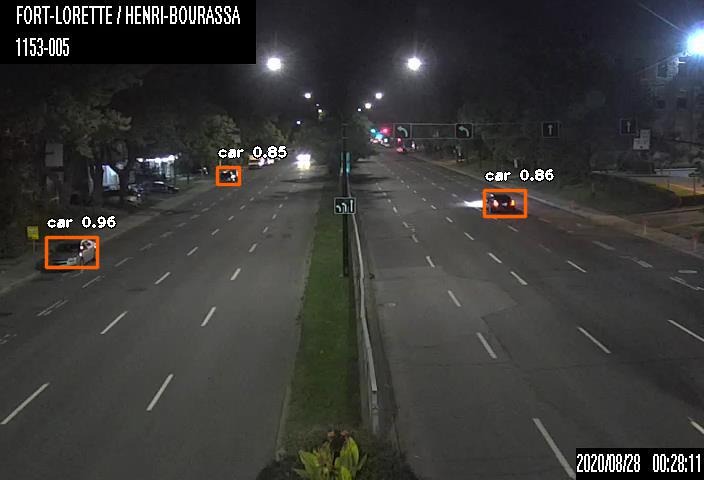 FORT-LORETTE / HENRI-BOURASSA
1153-005
car 0.85
car 0.86
car 0.96
2020/08/28 00:28:11